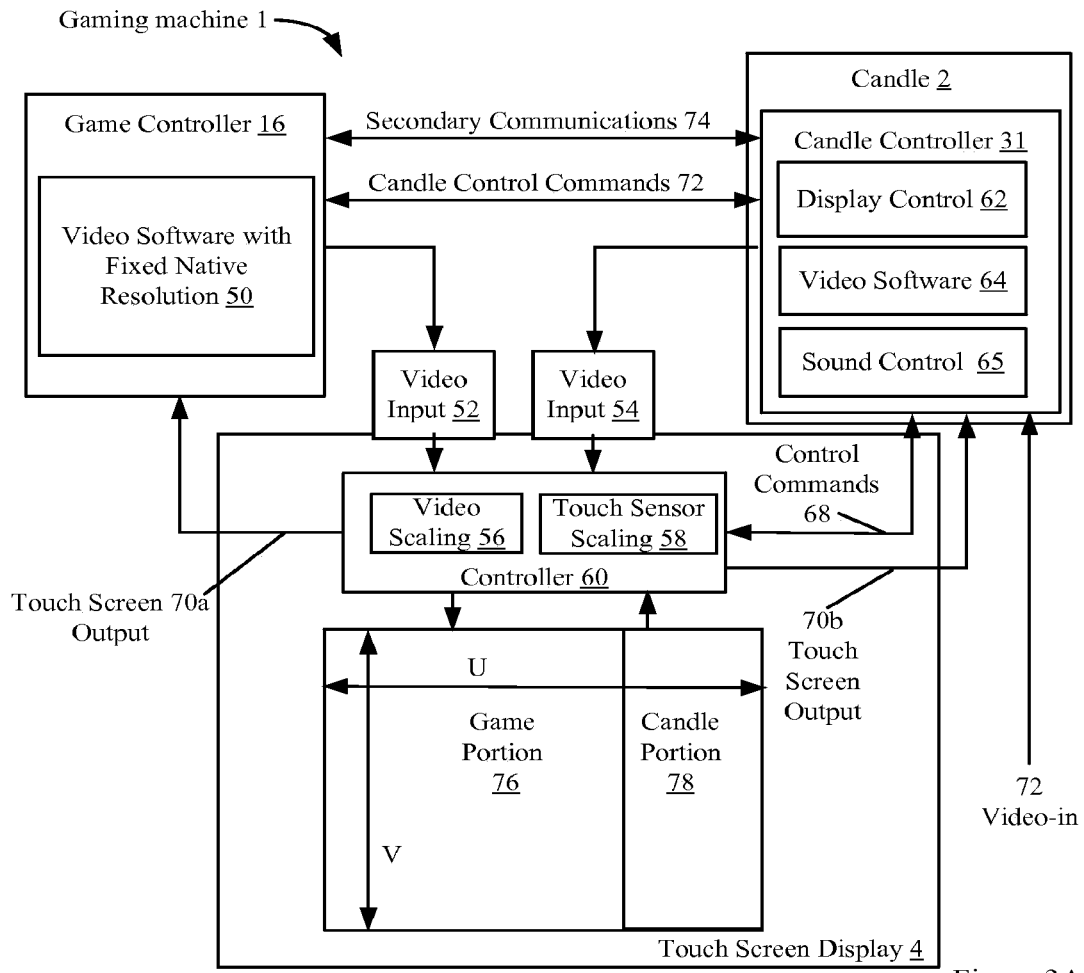 Gaming machine 1
Game Controller 16
Video Software with
Fixed Native
Resolution 50
Secondary Communications 74
Candle Control Commands 72
Candle 2
Candle Controller 31
Display Control 62
Video Software 64
Sound Control 65
Video
Input 52
Video
Input 54
Control
Commands
68
Video
Scaling 56
Touch Sensor
Scaling 58
Controller 60
Touch Screen 70a
Output
70b
Touch
Screen
Output
72
Video-in
U
V
Game
Portion
76
Candle
Portion
78
Touch Screen Display 4